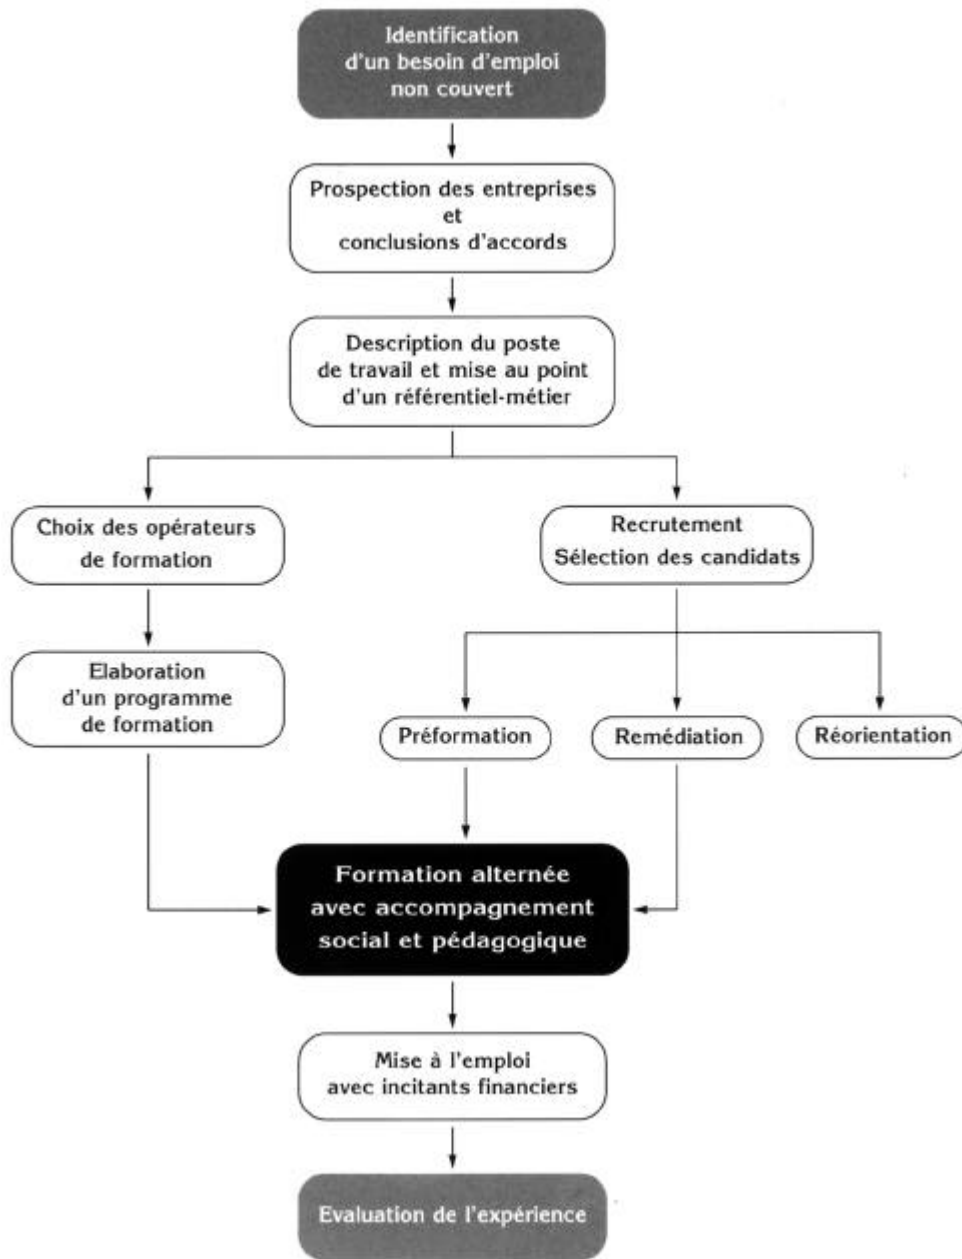 Identification
d'un besoin d'emploi
non couvert
Prospection des entreprises
et
conclusions d'accords
Description du poste
de travail et mise au point
d'un référentiel-métier
Choix des opérateurs
de formation
Recrutement
Sélection des candidats
Elaboration
d'un programme
de formation
Préformation
Remédiation
Réorientation
Formation alternée
avec accompagnement
social et pédagogique
Mise à l'emploi
avec incitants financiers
Evaluation de l'expérience